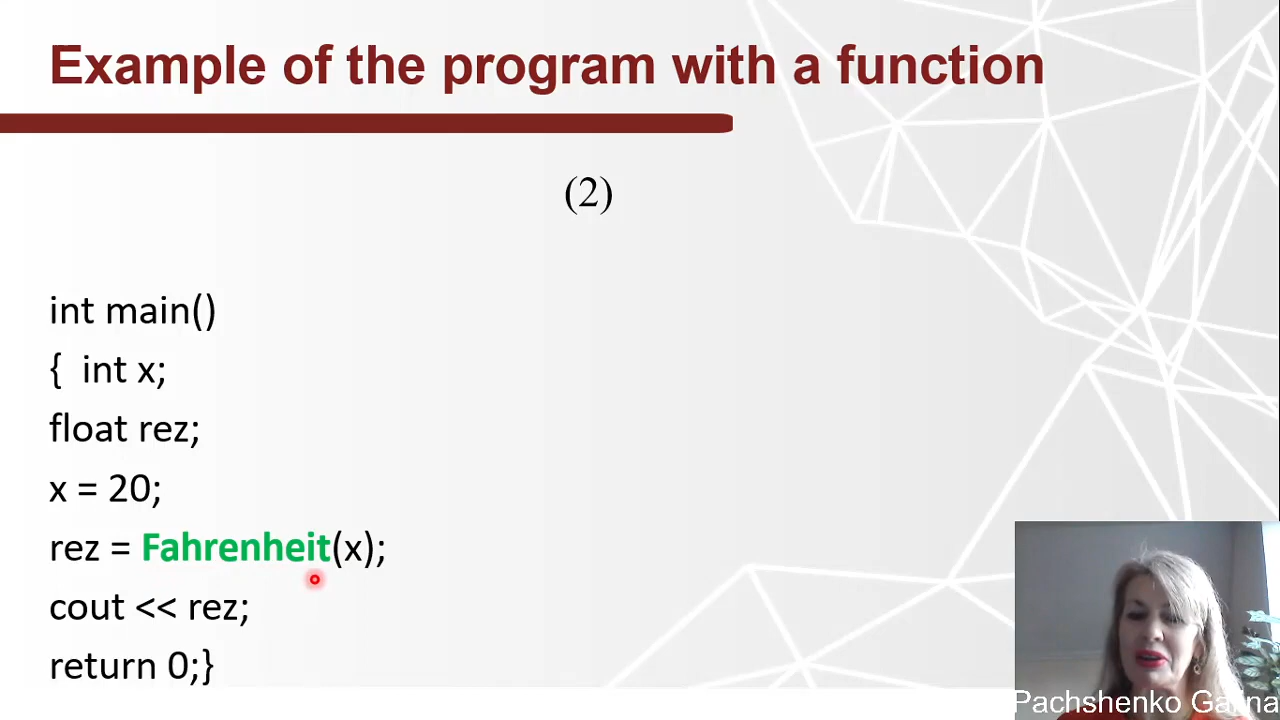 Example of the program with a function
(2)
int main()
{ int x;
float rez;
x = 20;
rez = Fahrenheit(x);
cout << rez;
return 0;}
Pachshenko Galina